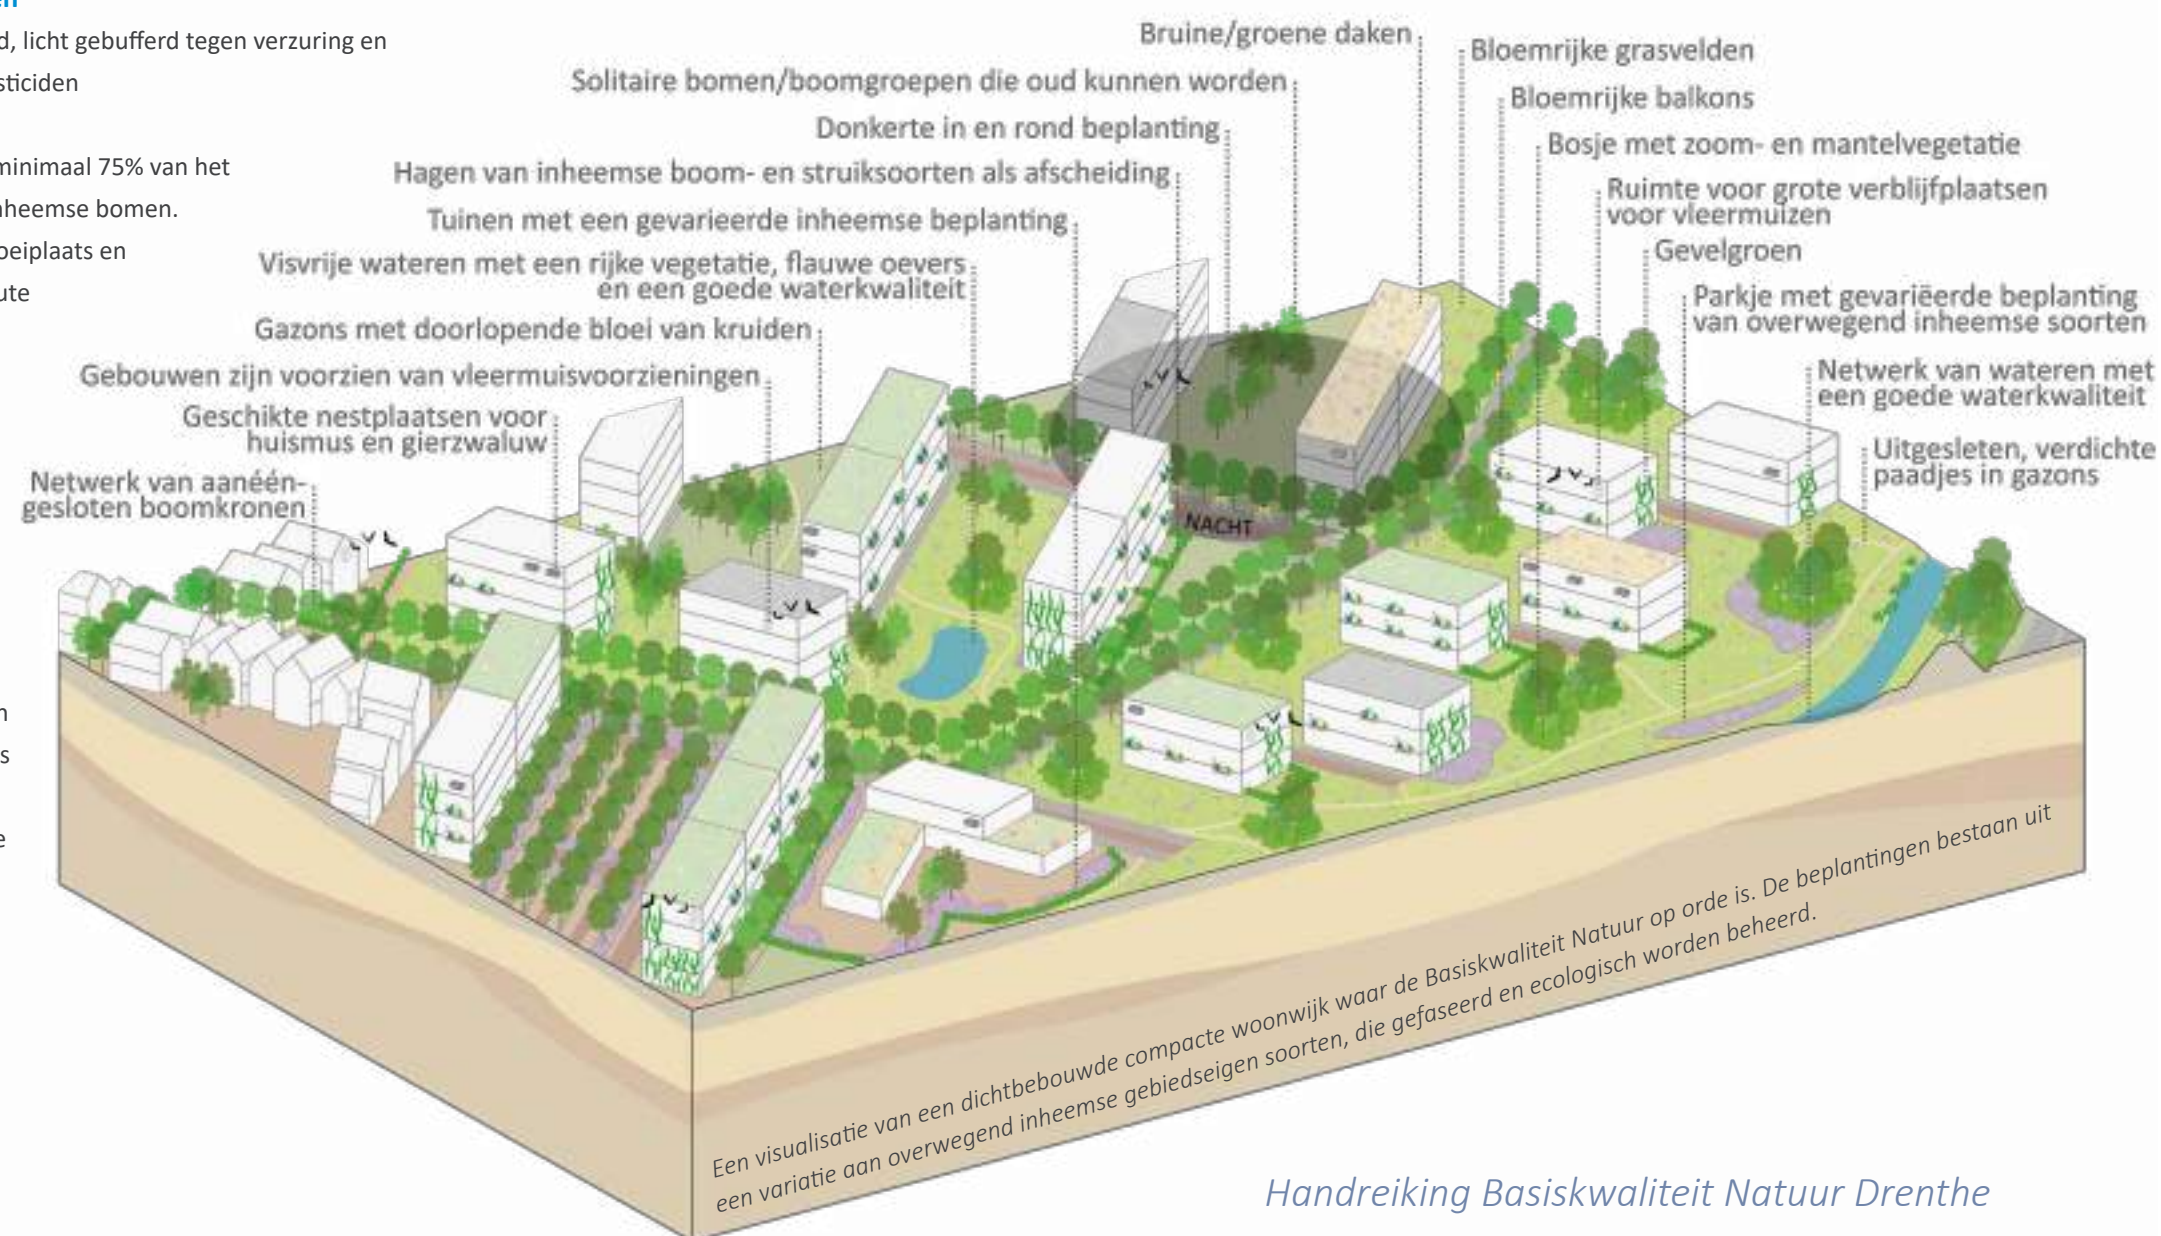 en
d, licht gebufferd tegen verzuring en
sticiden
minimaal 75% van het
nheemse bomen.
oeiplaats en
ute
n
s
e
Bruine/groene daken
Solitaire bomen/boomgroepen die oud kunnen worden
Donkerte in en rond beplanting
Hagen van inheemse boom- en struiksoorten als afscheiding
Tuinen met een gevarieerde inheemse beplanting
Visvrije wateren met een rijke vegetatie, flauwe oevers
en een goede waterkwaliteit
Gazons met doorlopende bloei van kruiden
Gebouwen zijn voorzien van vleermuisvoorzieningen
Geschikte nestplaatsen voor
huismus en gierzwaluw
Netwerk van aanéén-
gesloten boomkronen
Bloemrijke grasvelden
Bloemrijke balkons
Bosje met zoom- en mantelvegetatie
Ruimte voor grote verblijfplaatsen
voor vleermuizen
Gevelgroen
Parkje met gevariëerde beplanting
van overwegend inheemse soorten
Netwerk van wateren met
een goede waterkwaliteit
Uitgesleten, verdichte
paadjes in gazons
NACHT
Een visualisatie van een dichtbebouwde compacte woonwijk waar de Basiskwaliteit Natuur op orde is. De beplantingen bestaan uit
een variatie aan overwegend inheemse gebiedseigen soorten, die gefaseerd en ecologisch worden beheerd.
Handreiking Basiskwaliteit Natuur Drenthe